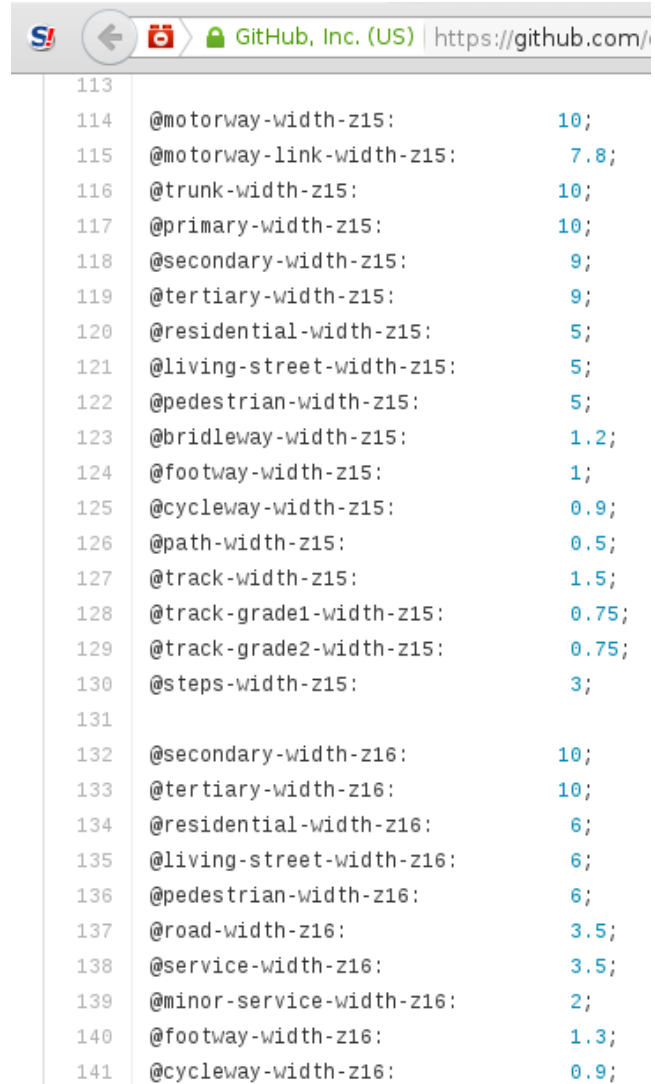 S! GitHub, Inc. (US) https://github.com/
113
114 @motorway-width-z15: 10;
115 @motorway-link-width-z15: 7.8;
116 @trunk-width-z15: 10;
117 @primary-width-z15: 10;
118 @secondary-width-z15: 9;
119 @tertiary-width-z15: 9;
120 @residential-width-z15: 5;
121 @living-street-width-z15: 5;
122 @pedestrian-width-z15: 5;
123 @bridleway-width-z15: 1.2;
124 @footway-width-z15: 1;
125 @cycleway-width-z15: 0.9;
126 @path-width-z15: 0.5;
127 @track-width-z15: 1.5;
128 @track-grade1-width-z15: 0.75;
129 @track-grade2-width-z15: 0.75;
130 @steps-width-z15: 3;
131
132 @secondary-width-z16: 10;
133 @tertiary-width-z16: 10;
134 @residential-width-z16: 6;
135 @living-street-width-z16: 6;
136 @pedestrian-width-z16: 6;
137 @road-width-z16: 3.5;
138 @service-width-z16: 3.5;
139 @minor-service-width-z16: 2;
140 @footway-width-z16: 1.3;
141 @cycleway-width-z16: 0.9;